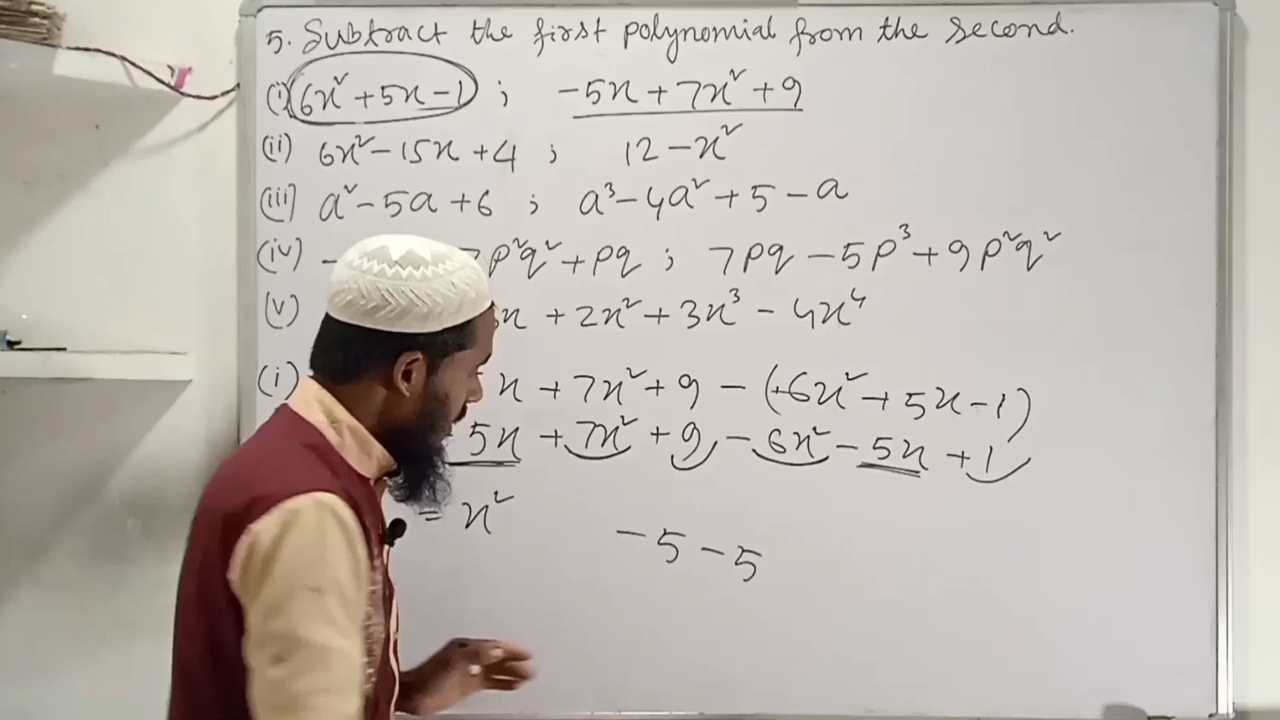 5. Subtract the first polynomial from the second.
(i) 6x² + 5x - 1 ; -5x + 7x² + 9
(ii) 6x² - 15x + 4 ; 12 - x²
(iii) a² - 5a + 6 ; a³ - 4a² + 5 - a
(iv) - p²q² + pq ; 7pq - 5p³ + 9p²q²
(v) x + 2x² + 3x³ - 4x⁴
(i) x + 7x² + 9 - (+6x² + 5x - 1)
5x + 7x² + 9 - 6x² - 5x + 1
= x² -5-5